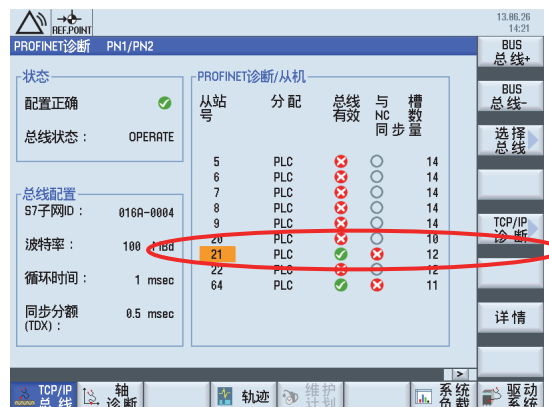 REF.POINT
13.06.26
14:21
PROFINET诊断 PN1/PN2
状态
配置正确
总线状态： OPERATE
总线配置
S7子网ID： 016A-0004
波特率： 100 MBd
循环时间： 1 msec
同步分额
(TDX)： 0.5 msec
PROFINET诊断/从机
从站号 分配 总线有效 与NC同步 槽数量
5 PLC 14
6 PLC 14
7 PLC 14
8 PLC 14
9 PLC 14
20 PLC 10
21 PLC 12
22 PLC 12
64 PLC 11
BUS
总线+
BUS
总线-
选择
总线
TCP/IP
诊断
详情
TCP/IP
总线
轴
诊断
轨迹
维护
计划
系统
负载
驱动
系统